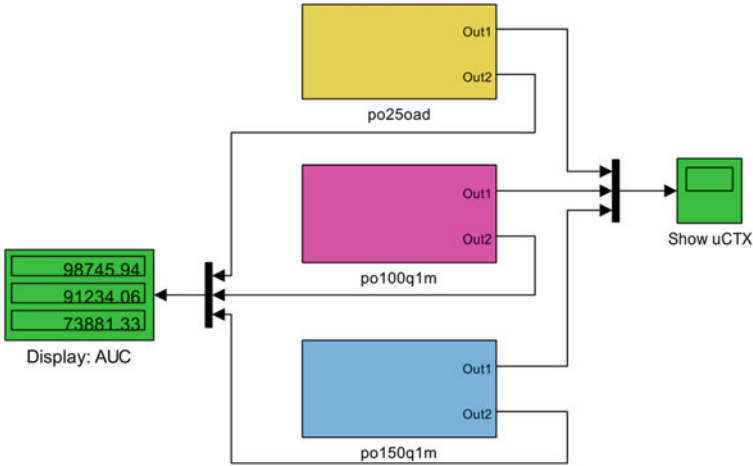 Out1
Out2
po25oad
Out1
Out2
po100q1m
Show uCTX
98745.94
91234.06
73881.33
Display: AUC
Out1
Out2
po150q1m